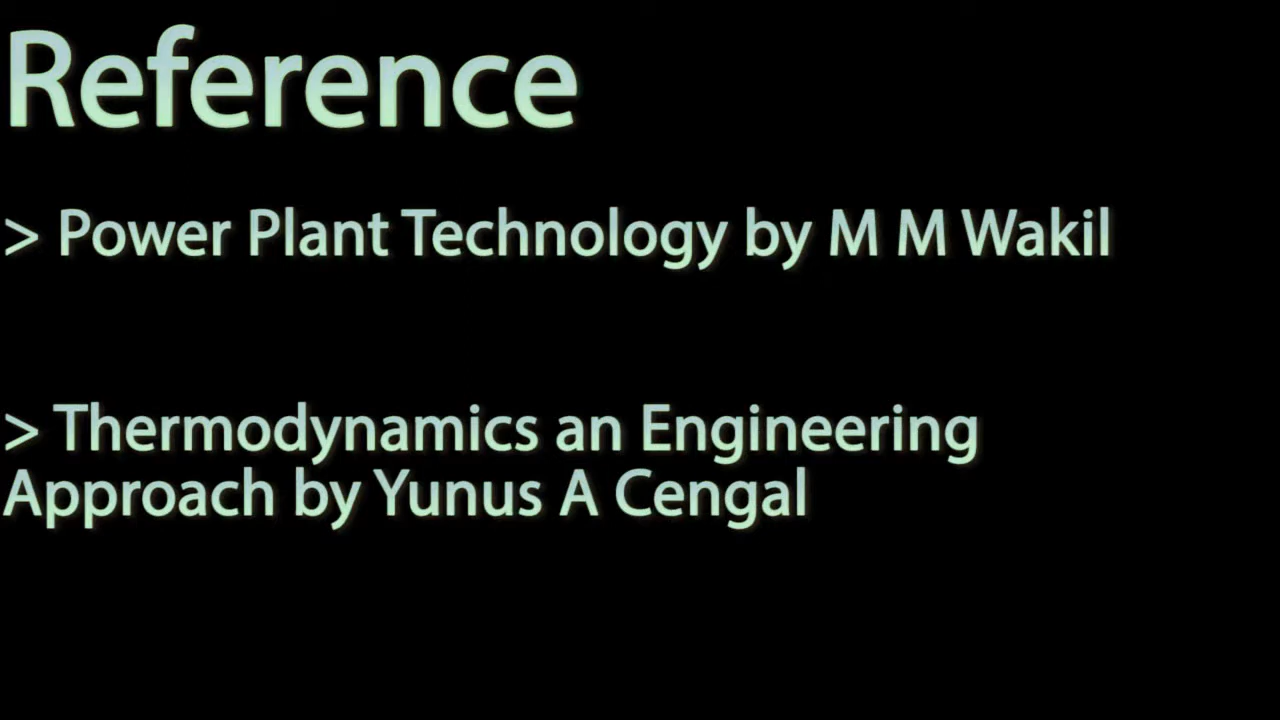 Reference
> Power Plant Technology by M M Wakil
> Thermodynamics an Engineering
Approach by Yunus A Cengal